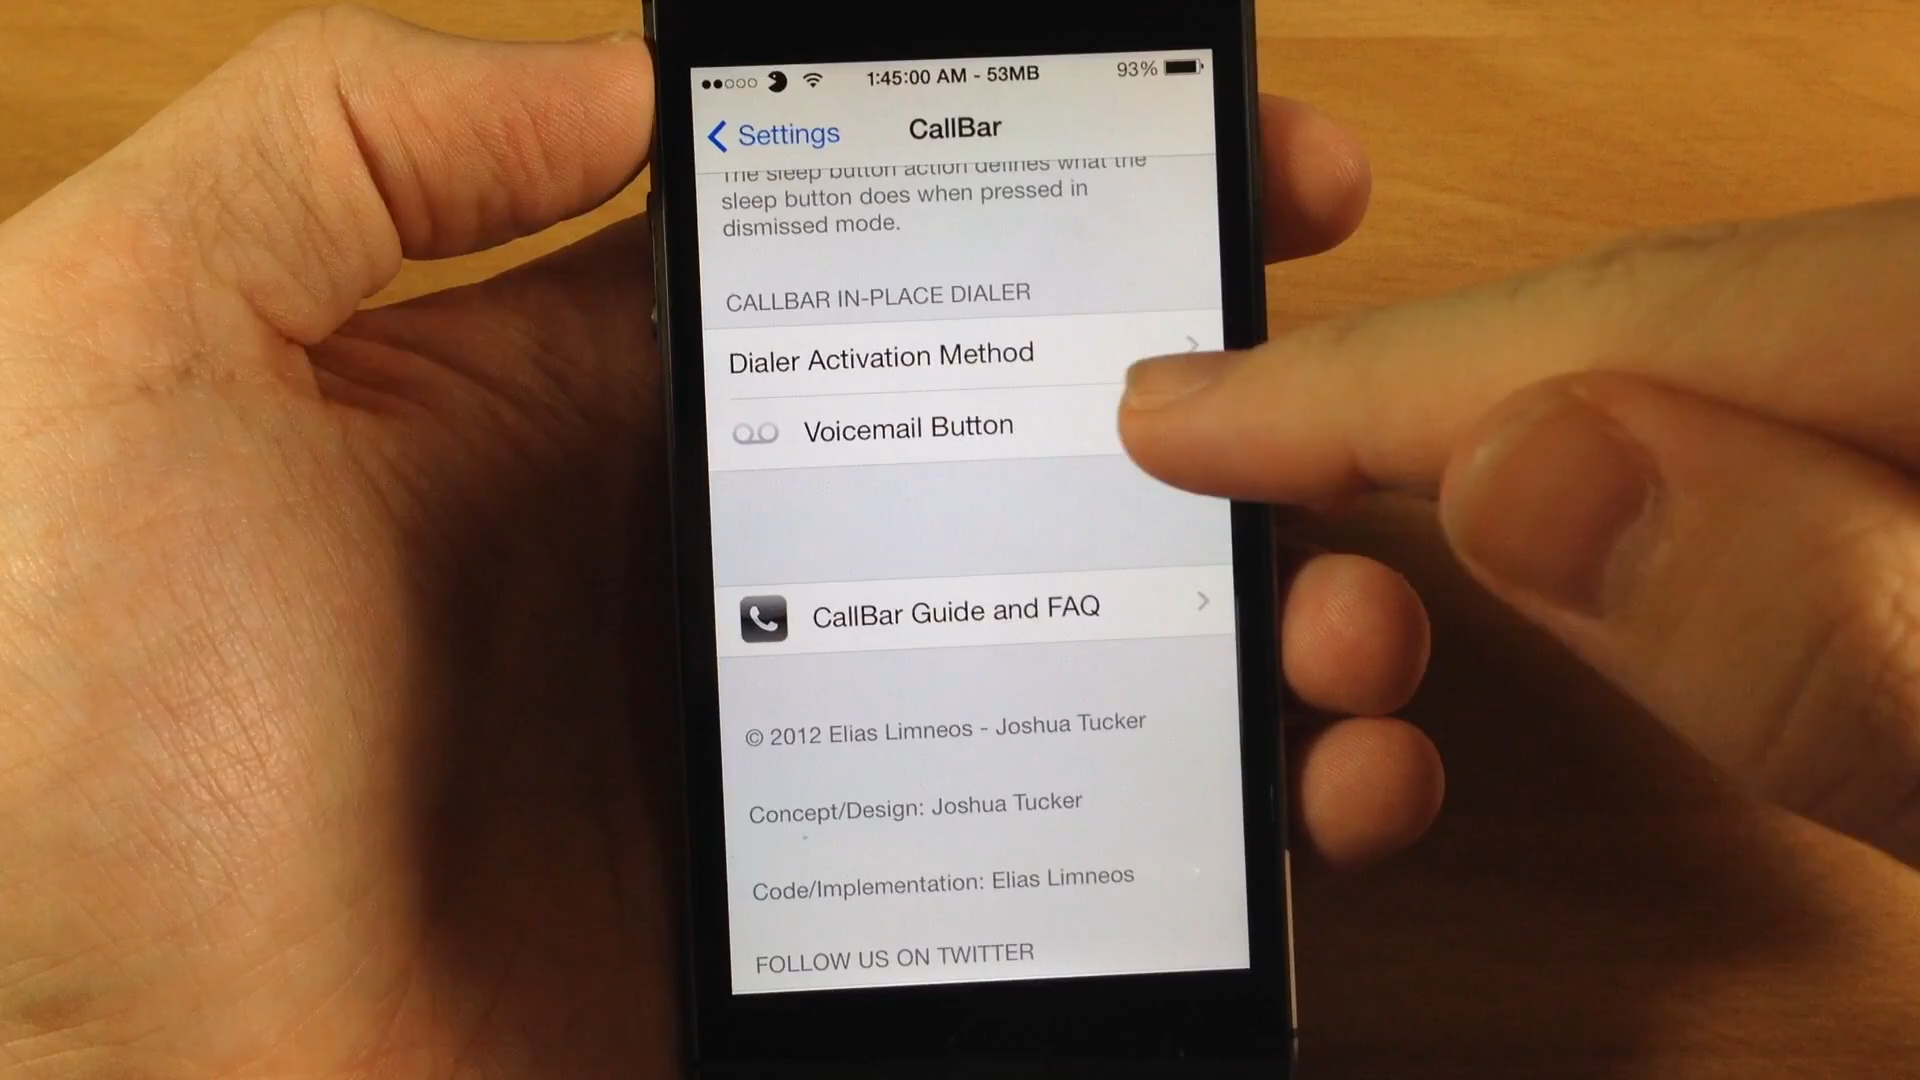 1:45:00 AM - 53MB
93%
Settings
CallBar
The sleep button action defines what the
sleep button does when pressed in
dismissed mode.
CALLBAR IN-PLACE DIALER
Dialer Activation Method
Voicemail Button
CallBar Guide and FAQ
© 2012 Elias Limneos - Joshua Tucker
Concept/Design: Joshua Tucker
Code/Implementation: Elias Limneos
FOLLOW US ON TWITTER